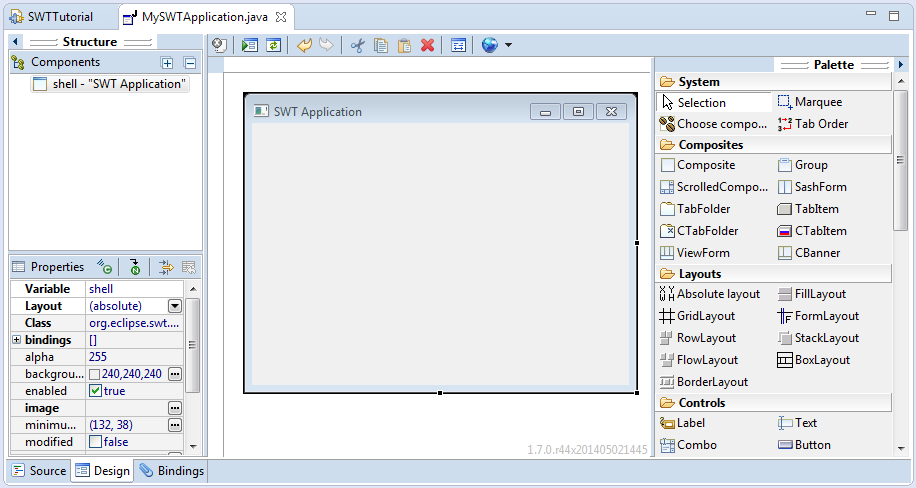 SWTTutorial
MySWTApplication.java
Structure
Components
shell - "SWT Application"
Properties
Variable shell
Layout (absolute)
Class org.eclipse.swt....
bindings []
alpha 255
backgrou... 240,240,240
enabled true
image
minimu... (132, 38)
modified false
SWT Application
1.7.0.r44x201405021445
Palette
System
Selection Marquee
Choose compo... Tab Order
Composites
Composite Group
ScrolledCompo... SashForm
TabFolder TabItem
CTabFolder CTabItem
ViewForm CBanner
Layouts
Absolute layout FillLayout
GridLayout FormLayout
RowLayout StackLayout
FlowLayout BoxLayout
BorderLayout
Controls
Label Text
Combo Button
Source Design Bindings